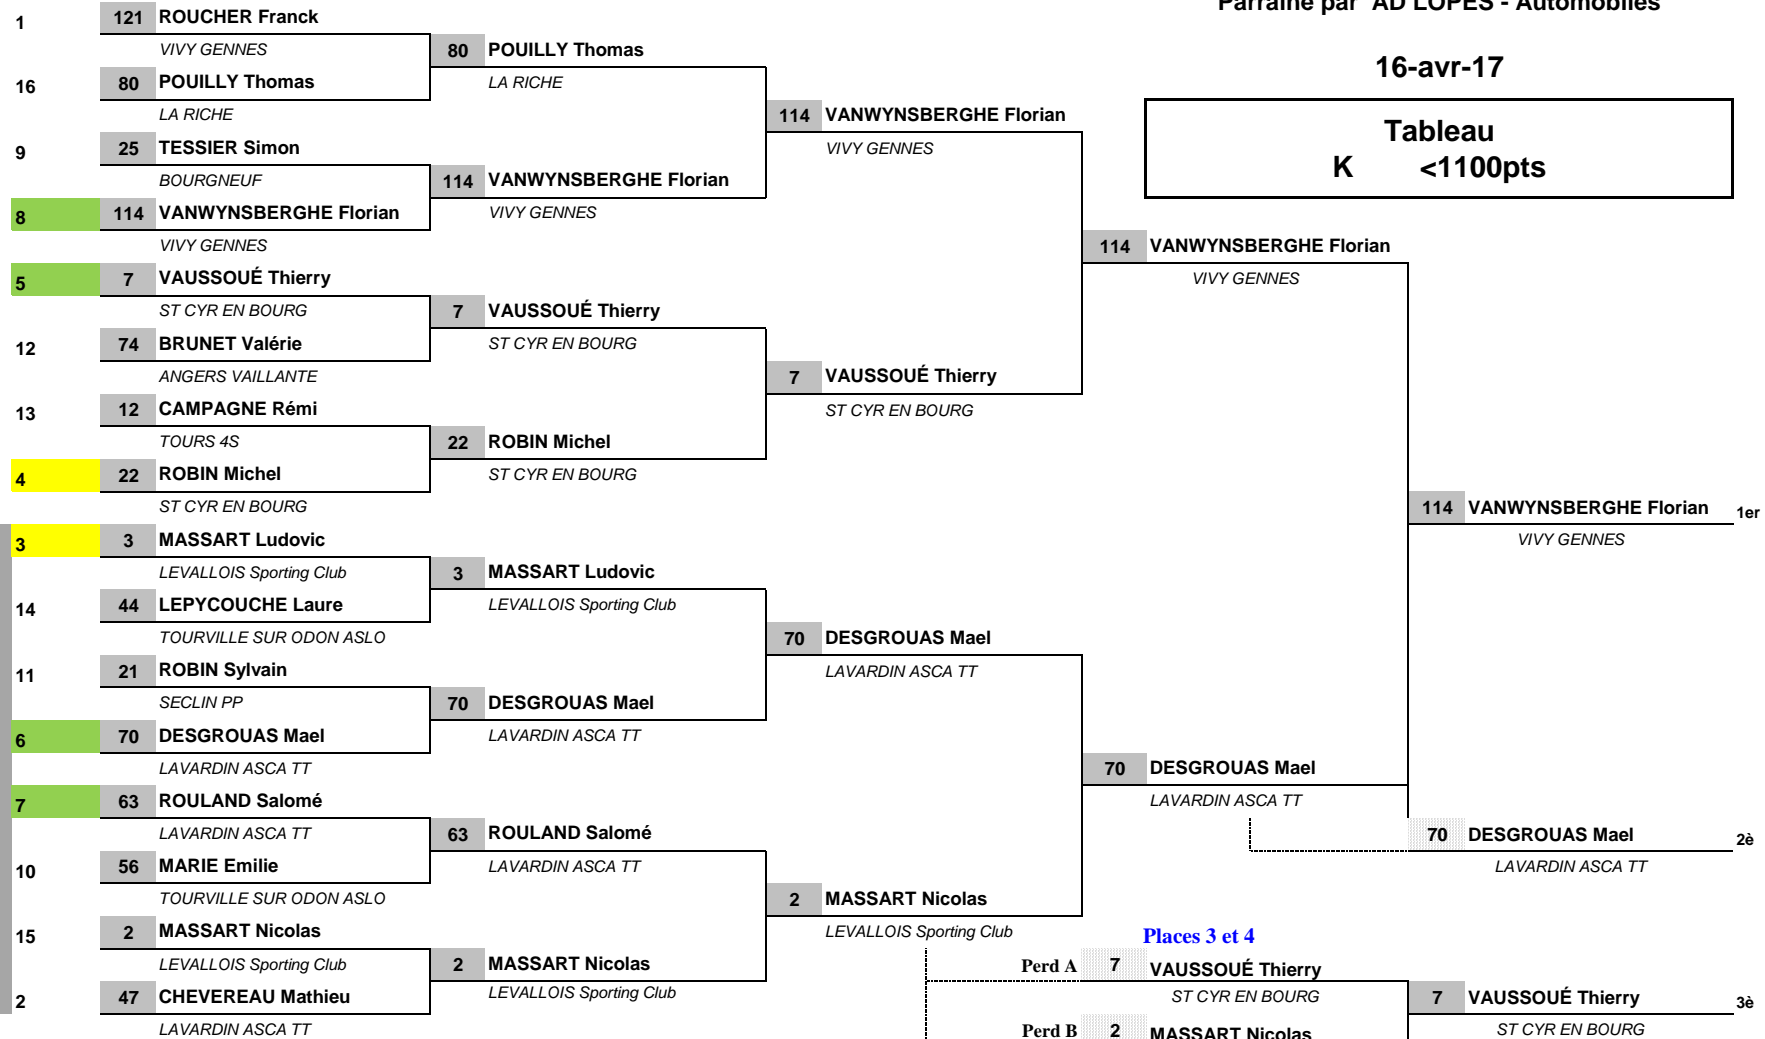 Parrainé par AD LOPES - Automobiles
16-avr-17
Tableau
K <1100pts
1 121 ROUCHER Franck
VIVY GENNES
16 80 POUILLY Thomas
LA RICHE
9 25 TESSIER Simon
BOURGNEUF
8 114 VANWYNSBERGHE Florian
VIVY GENNES
5 7 VAUSSOUÉ Thierry
ST CYR EN BOURG
12 74 BRUNET Valérie
ANGERS VAILLANTE
13 12 CAMPAGNE Rémi
TOURS 4S
4 22 ROBIN Michel
ST CYR EN BOURG
3 3 MASSART Ludovic
LEVALLOIS Sporting Club
14 44 LEPYCOUCHE Laure
TOURVILLE SUR ODON ASLO
11 21 ROBIN Sylvain
SECLIN PP
6 70 DESGROUAS Mael
LAVARDIN ASCA TT
7 63 ROULAND Salomé
LAVARDIN ASCA TT
10 56 MARIE Emilie
TOURVILLE SUR ODON ASLO
15 2 MASSART Nicolas
LEVALLOIS Sporting Club
2 47 CHEVEREAU Mathieu
LAVARDIN ASCA TT
80 POUILLY Thomas
LA RICHE
114 VANWYNSBERGHE Florian
VIVY GENNES
7 VAUSSOUÉ Thierry
ST CYR EN BOURG
22 ROBIN Michel
ST CYR EN BOURG
3 MASSART Ludovic
LEVALLOIS Sporting Club
70 DESGROUAS Mael
LAVARDIN ASCA TT
63 ROULAND Salomé
LAVARDIN ASCA TT
2 MASSART Nicolas
LEVALLOIS Sporting Club
114 VANWYNSBERGHE Florian
VIVY GENNES
7 VAUSSOUÉ Thierry
ST CYR EN BOURG
70 DESGROUAS Mael
LAVARDIN ASCA TT
2 MASSART Nicolas
LEVALLOIS Sporting Club
114 VANWYNSBERGHE Florian
VIVY GENNES
70 DESGROUAS Mael
LAVARDIN ASCA TT
114 VANWYNSBERGHE Florian 1er
VIVY GENNES
70 DESGROUAS Mael 2è
LAVARDIN ASCA TT
Places 3 et 4
Perd A 7 VAUSSOUÉ Thierry
ST CYR EN BOURG
Perd B 2 MASSART Nicolas
7 VAUSSOUÉ Thierry 3è
ST CYR EN BOURG